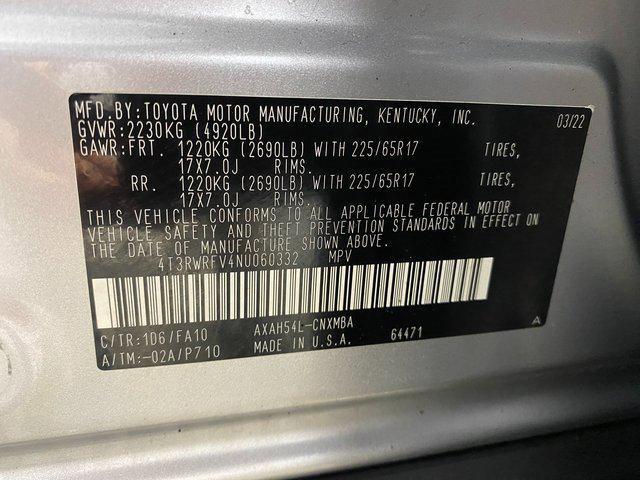 MFD.BY:TOYOTA MOTOR MANUFACTURING, KENTUCKY, INC. 03/22
GVWR:2230KG (4920LB)
GAWR:FRT. 1220KG (2690LB) WITH 225/65R17 TIRES,
17X7.0J RIMS.
RR. 1220KG (2690LB) WITH 225/65R17 TIRES,
17X7.0J RIMS.
THIS VEHICLE CONFORMS TO ALL APPLICABLE FEDERAL MOTOR
VEHICLE SAFETY AND THEFT PREVENTION STANDARDS IN EFFECT ON
THE DATE OF MANUFACTURE SHOWN ABOVE.
4T3RWRFV4NU060332 MPV
C/TR:1D6/FA10 AXAH54L-CNXMBA A
A/TM:-02A/P710 MADE IN U.S.A. 64471